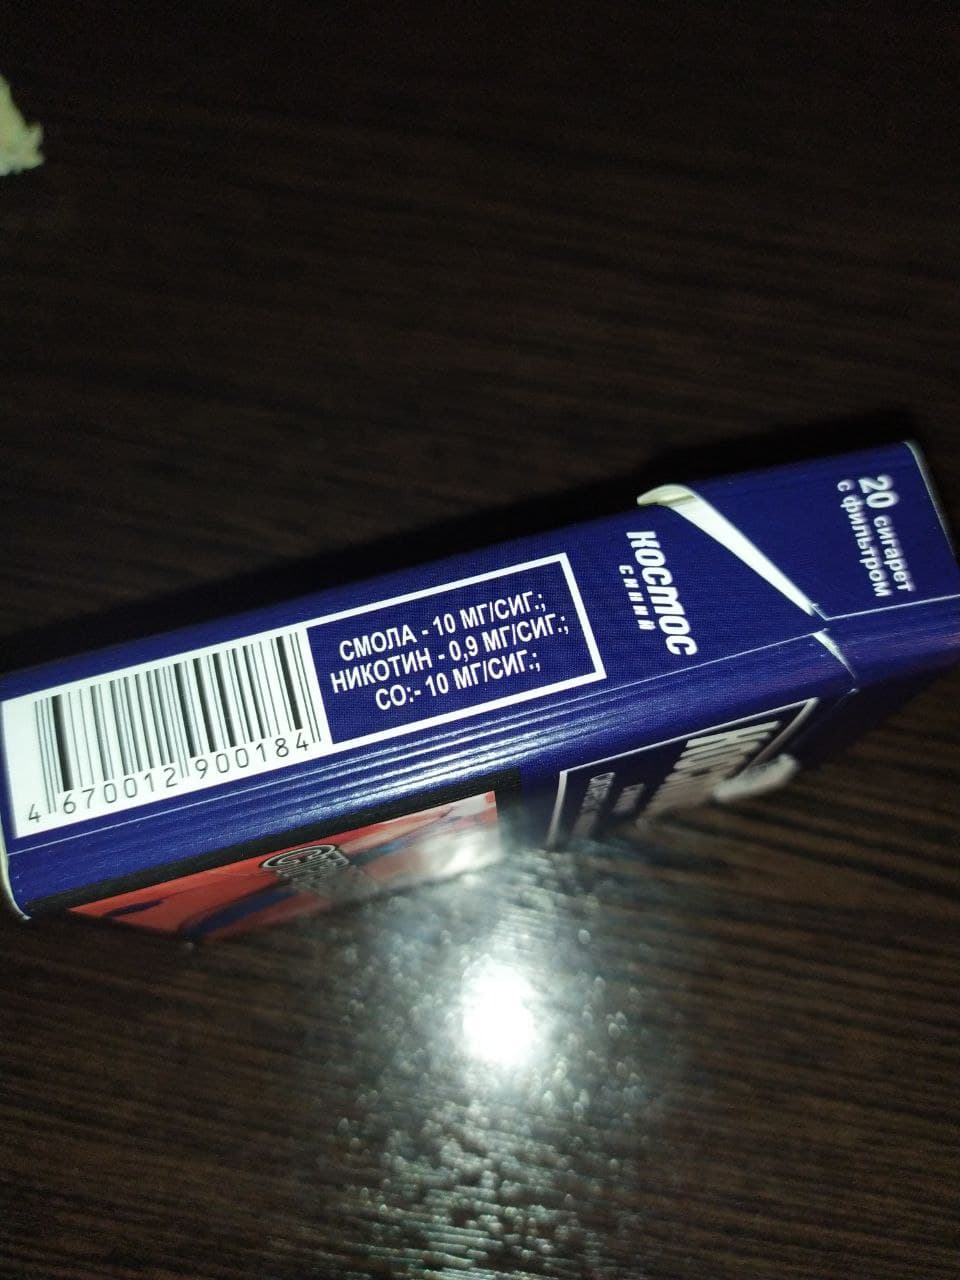 20 сигарет
с фильтром
КОСМОС
СИНИЙ
СМОЛА - 10 МГ/СИГ.;
НИКОТИН - 0,9 МГ/СИГ.;
СО:- 10 МГ/СИГ.;
4 670012 900184